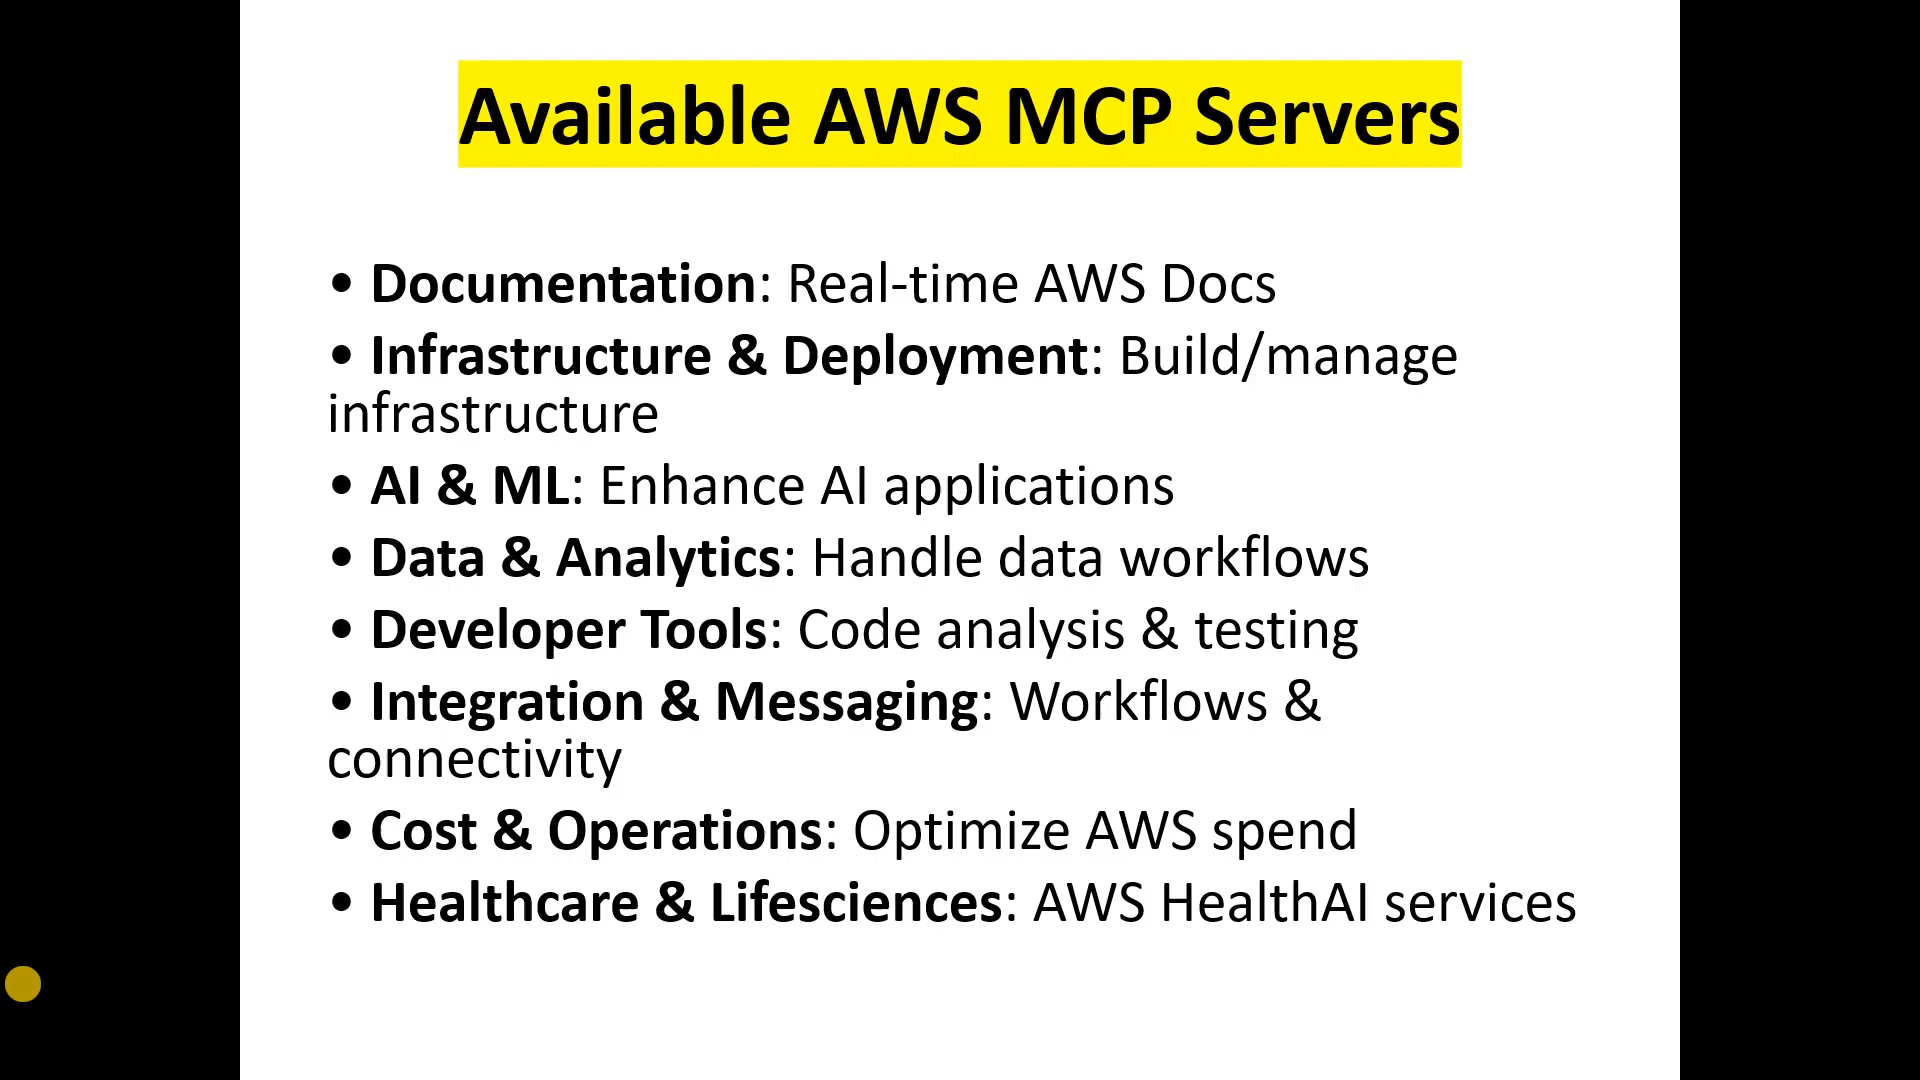 Available AWS MCP Servers
• Documentation: Real-time AWS Docs
• Infrastructure & Deployment: Build/manage
infrastructure
• AI & ML: Enhance AI applications
• Data & Analytics: Handle data workflows
• Developer Tools: Code analysis & testing
• Integration & Messaging: Workflows &
connectivity
• Cost & Operations: Optimize AWS spend
• Healthcare & Lifesciences: AWS HealthAI services